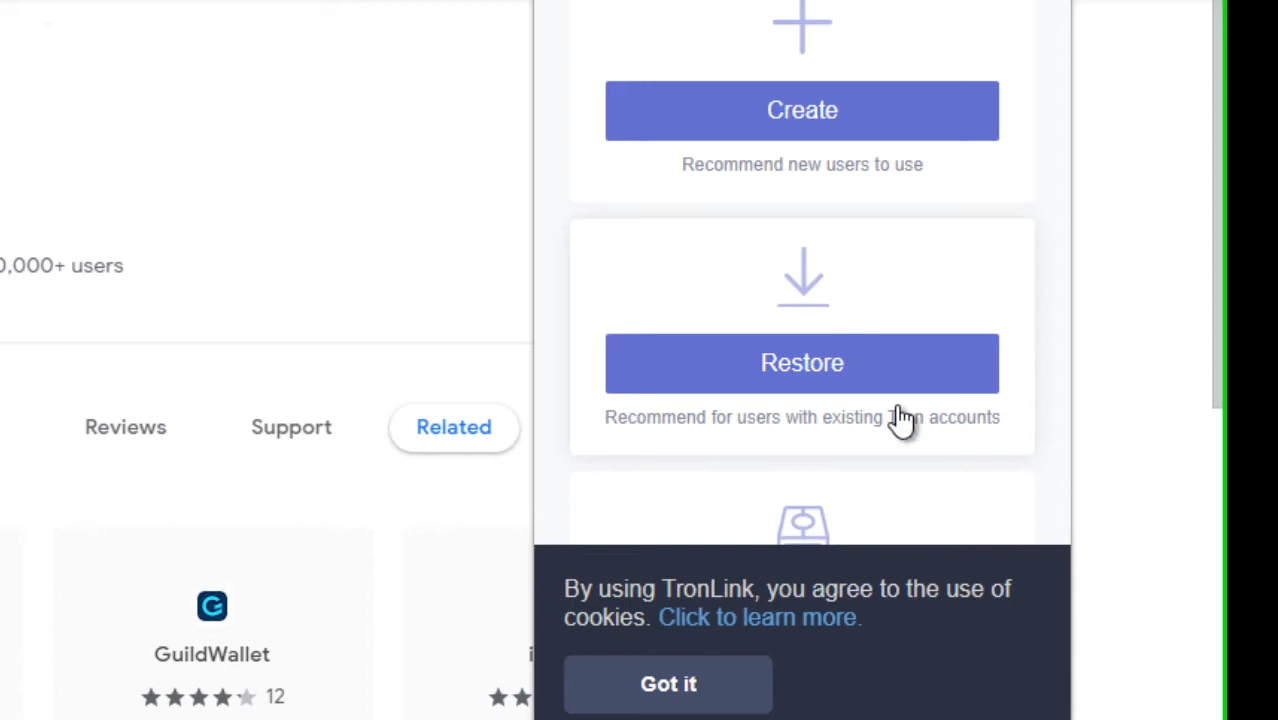 Create
Recommend new users to use
0,000+ users
Restore
Recommend for users with existing accounts
Reviews
Support
Related
GuildWallet
12
By using TronLink, you agree to the use of
cookies. Click to learn more.
Got it